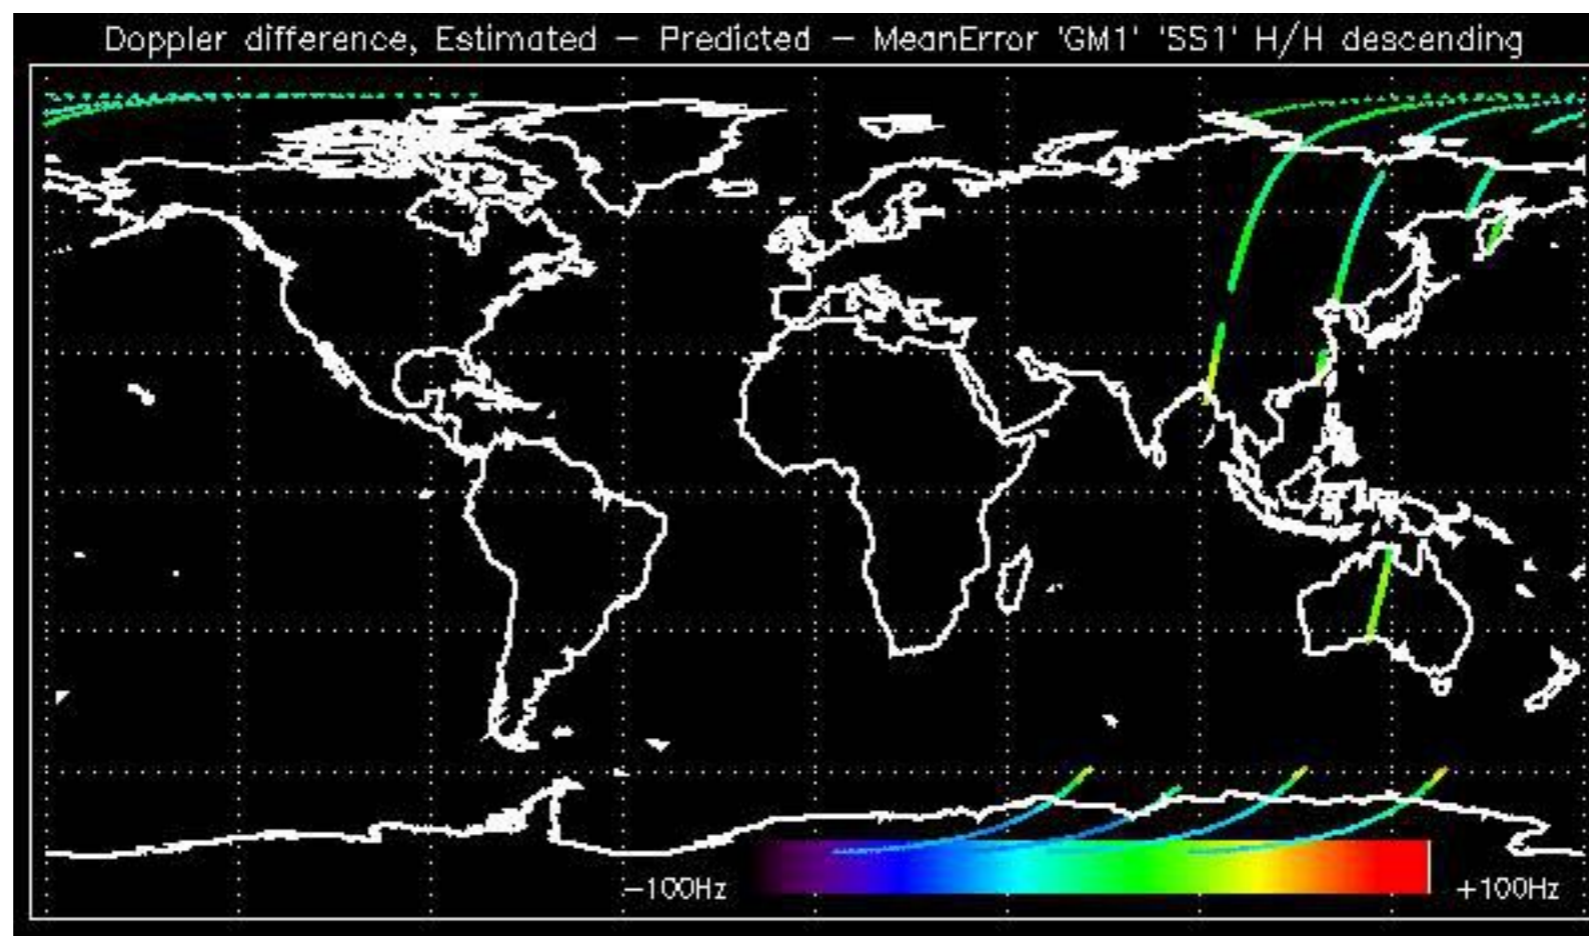 Doppler difference, Estimated – Predicted – MeanError 'GM1' 'SS1' H/H descending
–100Hz +100Hz